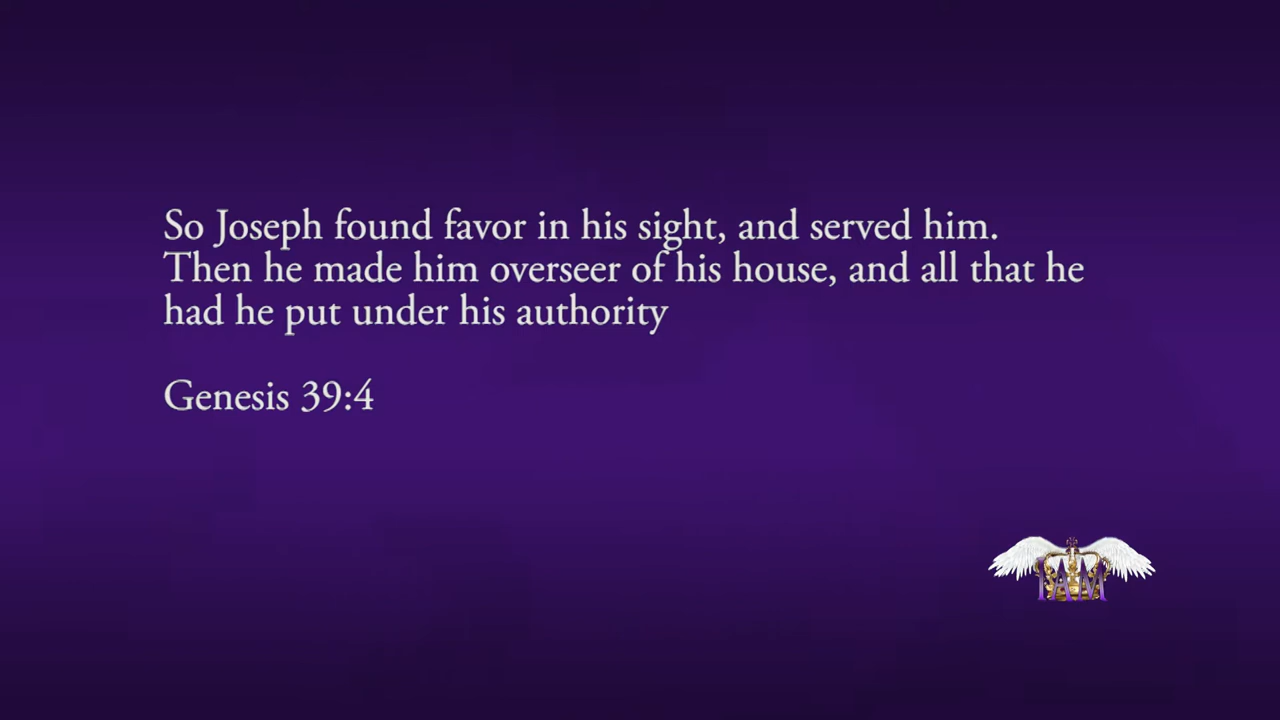 So Joseph found favor in his sight, and served him.
Then he made him overseer of his house, and all that he
had he put under his authority
Genesis 39:4
IAM